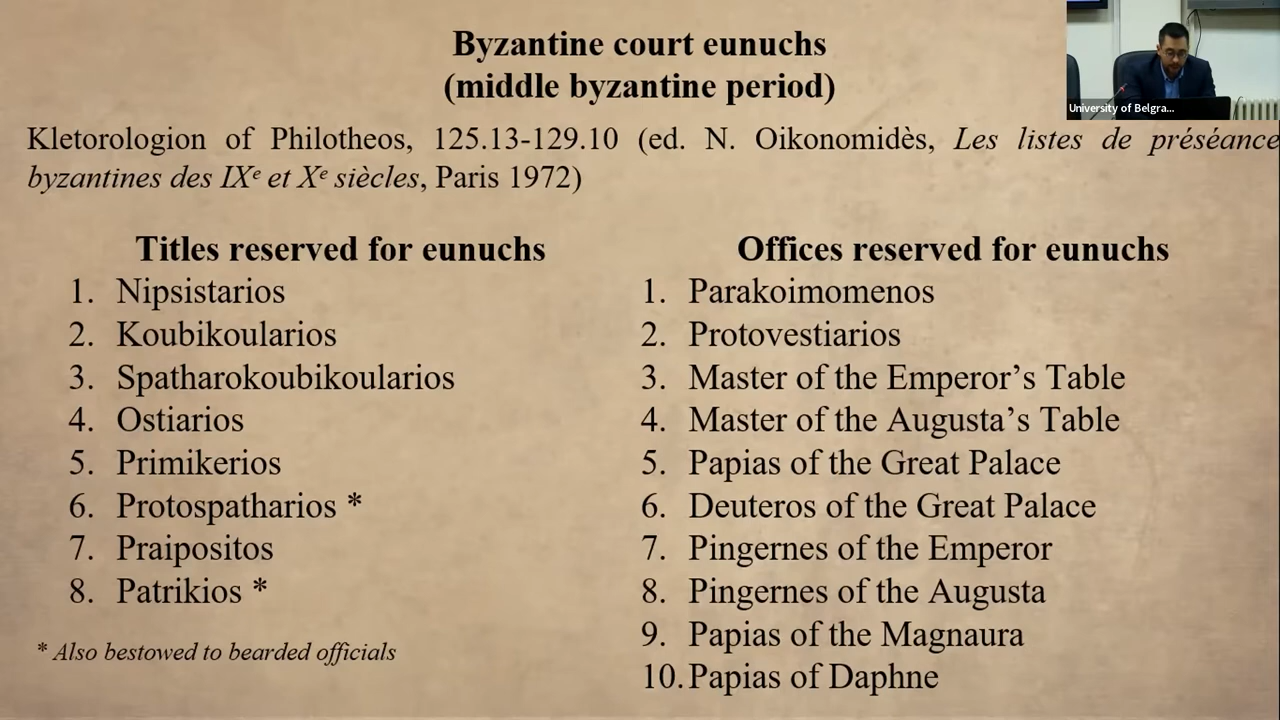 Byzantine court eunuchs
(middle byzantine period)
University of Belgra...
Kletorologion of Philotheos, 125.13-129.10 (ed. N. Oikonomidès, Les listes de préséance
byzantines des IXᵉ et Xᵉ siècles, Paris 1972)
Titles reserved for eunuchs
1. Nipsistarios
2. Koubikoularios
3. Spatharokoubikoularios
4. Ostiarios
5. Primikerios
6. Protospatharios *
7. Praipositos
8. Patrikios *
* Also bestowed to bearded officials
Offices reserved for eunuchs
1. Parakoimomenos
2. Protovestiarios
3. Master of the Emperor’s Table
4. Master of the Augusta’s Table
5. Papias of the Great Palace
6. Deuteros of the Great Palace
7. Pingernes of the Emperor
8. Pingernes of the Augusta
9. Papias of the Magnaura
10. Papias of Daphne